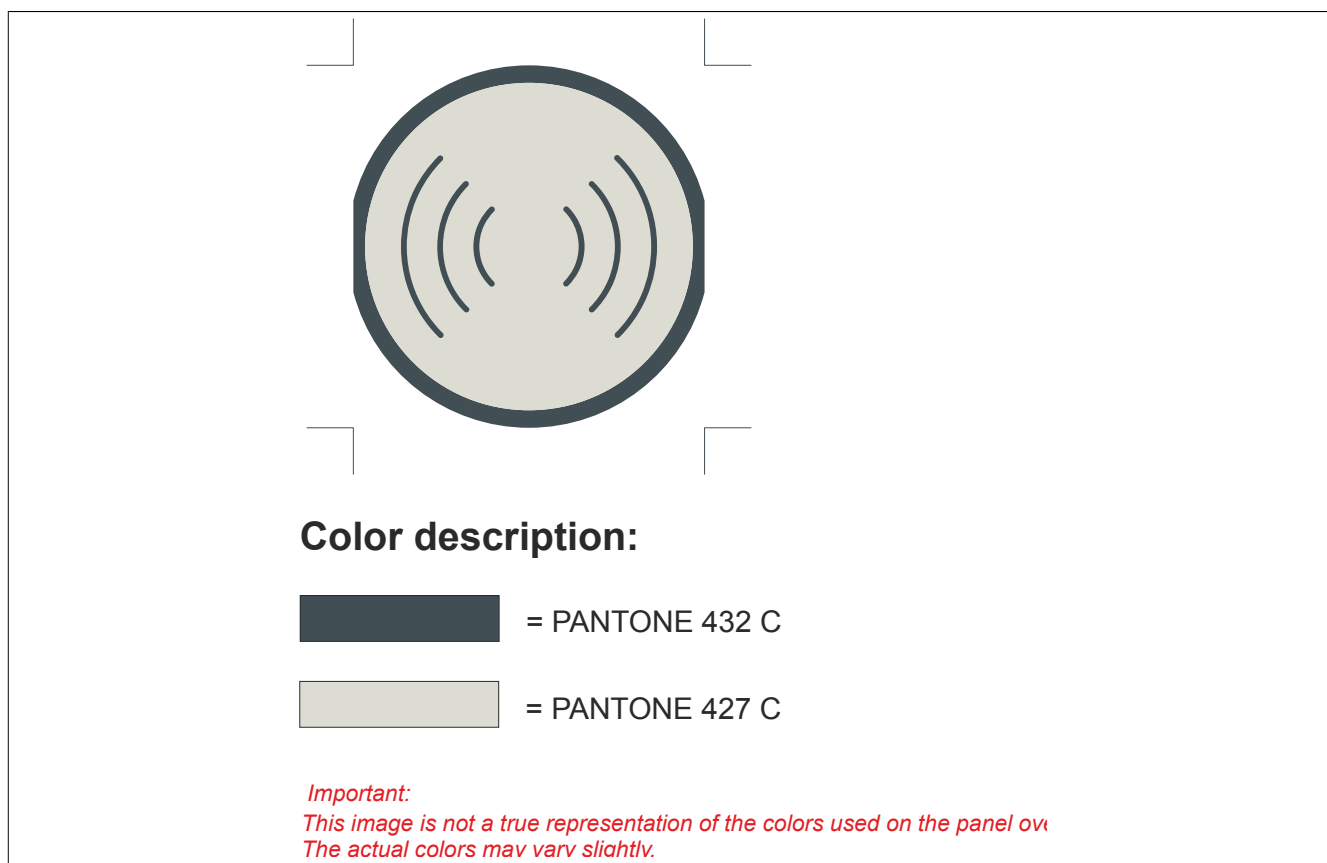 Color description:
= PANTONE 432 C
= PANTONE 427 C
Important:
This image is not a true representation of the colors used on the panel
The actual colors may vary slightly.